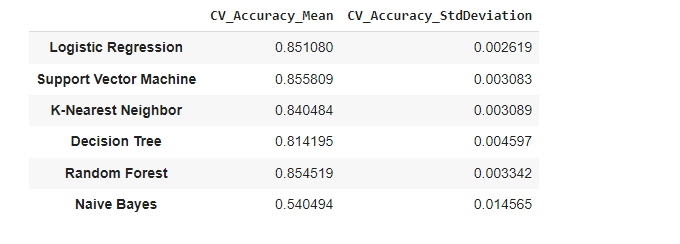 CV_Accuracy_Mean CV_Accuracy_StdDeviation
Logistic Regression 0.851080 0.002619
Support Vector Machine 0.855809 0.003083
K-Nearest Neighbor 0.840484 0.003089
Decision Tree 0.814195 0.004597
Random Forest 0.854519 0.003342
Naive Bayes 0.540494 0.014565